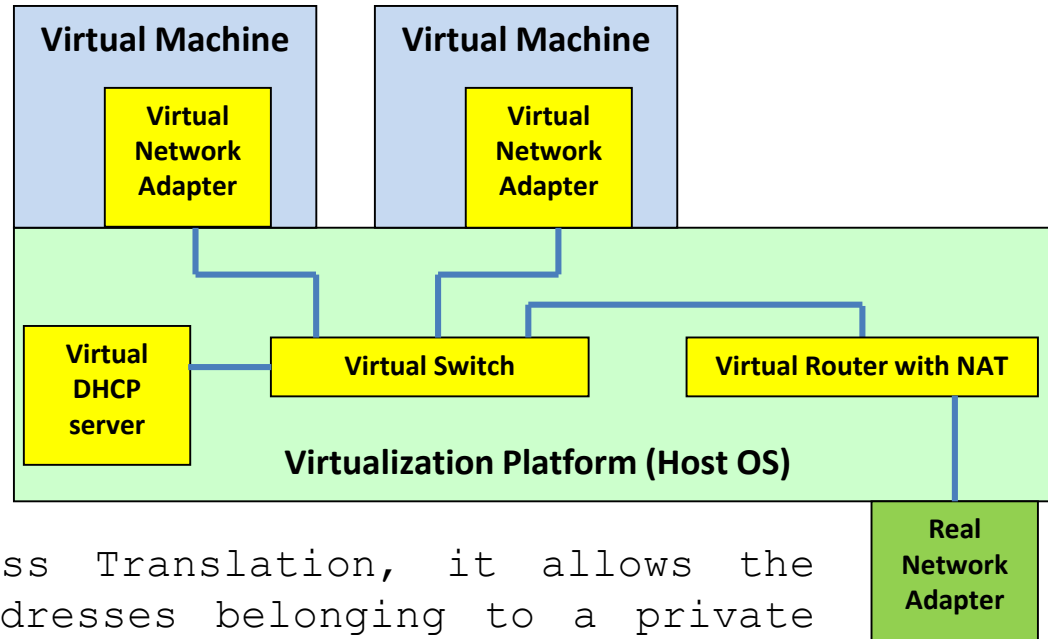 Virtual Machine
Virtual Machine
Virtual
Network
Adapter
Virtual
Network
Adapter
Virtual
DHCP
server
Virtual Switch
Virtual Router with NAT
Virtualization Platform (Host OS)
Real
Network
Adapter
ss Translation, it allows the
dresses belonging to a private